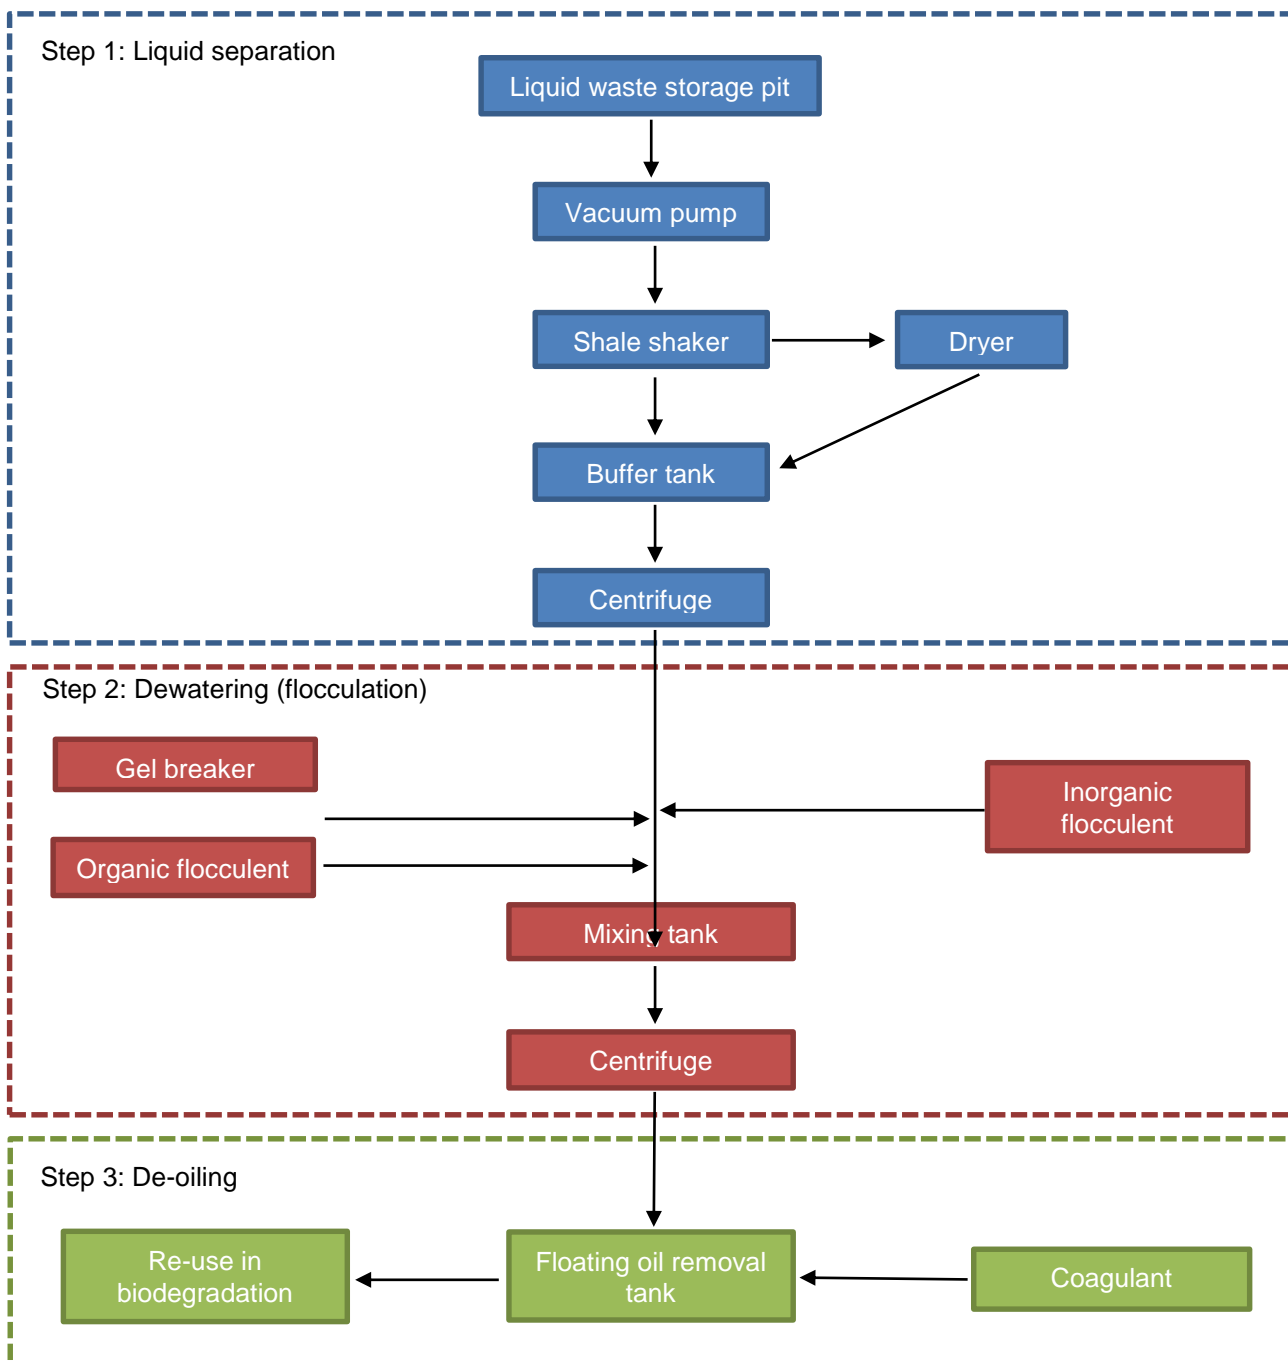 Step 1: Liquid separation
Liquid waste storage pit
Vacuum pump
Shale shaker
Dryer
Buffer tank
Centrifuge
Step 2: Dewatering (flocculation)
Gel breaker
Inorganic
flocculent
Organic flocculent
Mixing tank
Centrifuge
Step 3: De-oiling
Re-use in
biodegradation
Floating oil removal
tank
Coagulant